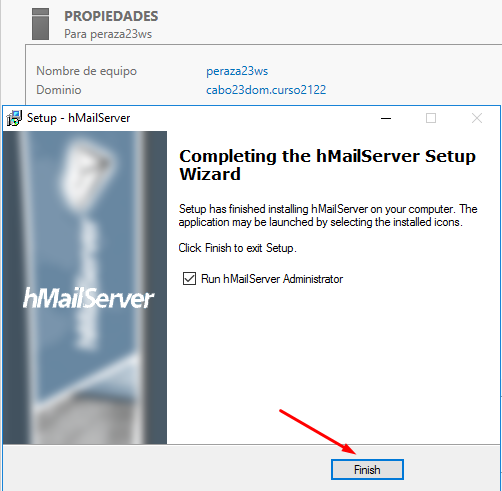 PROPIEDADES
Para peraza23ws
Nombre de equipo peraza23ws
Dominio cabo23dom.curso2122
Setup - hMailServer
Completing the hMailServer Setup
Wizard
Setup has finished installing hMailServer on your computer. The
application may be launched by selecting the installed icons.
Click Finish to exit Setup.
Run hMailServer Administrator
hMailServer
Finish